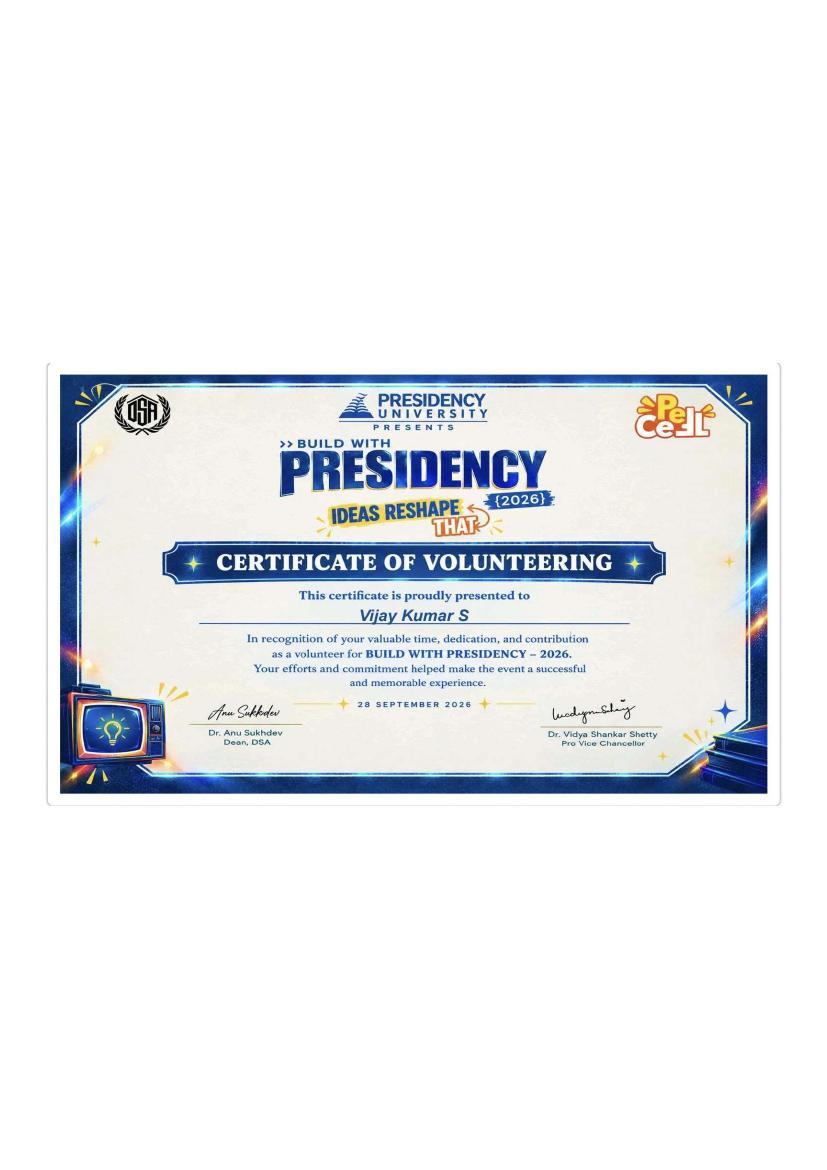 DSA
PRESIDENCY
UNIVERSITY
PRESENTS
Pe
Cell
>> BUILD WITH
PRESIDENCY
{2026}
IDEAS RESHAPE
THAT
CERTIFICATE OF VOLUNTEERING
This certificate is proudly presented to
Vijay Kumar S
In recognition of your valuable time, dedication, and contribution
as a volunteer for BUILD WITH PRESIDENCY – 2026.
Your efforts and commitment helped make the event a successful
and memorable experience.
28 SEPTEMBER 2026
Anu Sukhdev
Dr. Anu Sukhdev
Dean, DSA
Dr. Vidya Shankar Shetty
Pro Vice Chancellor